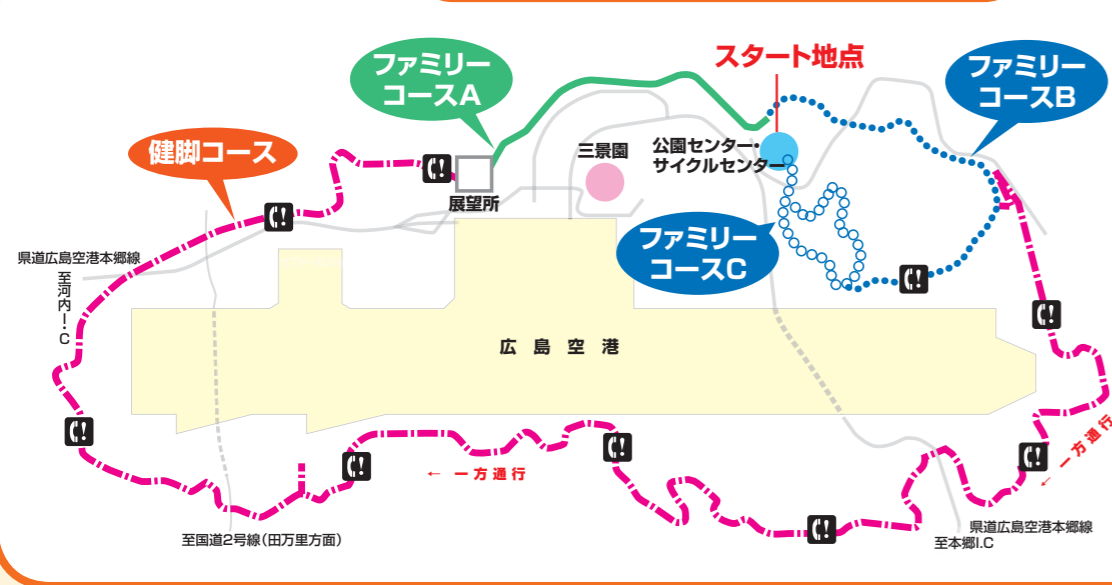 スタート地点
ファミリー
コースA
ファミリー
コースB
健脚コース
三景園
公園センター・
サイクルセンター
展望所
ファミリー
コースC
県道広島空港本郷線
至河内I・C
広島空港
一方通行
← 一方通行
←
県道広島空港本郷線
至本郷I.C
至国道2号線(田万里方面)